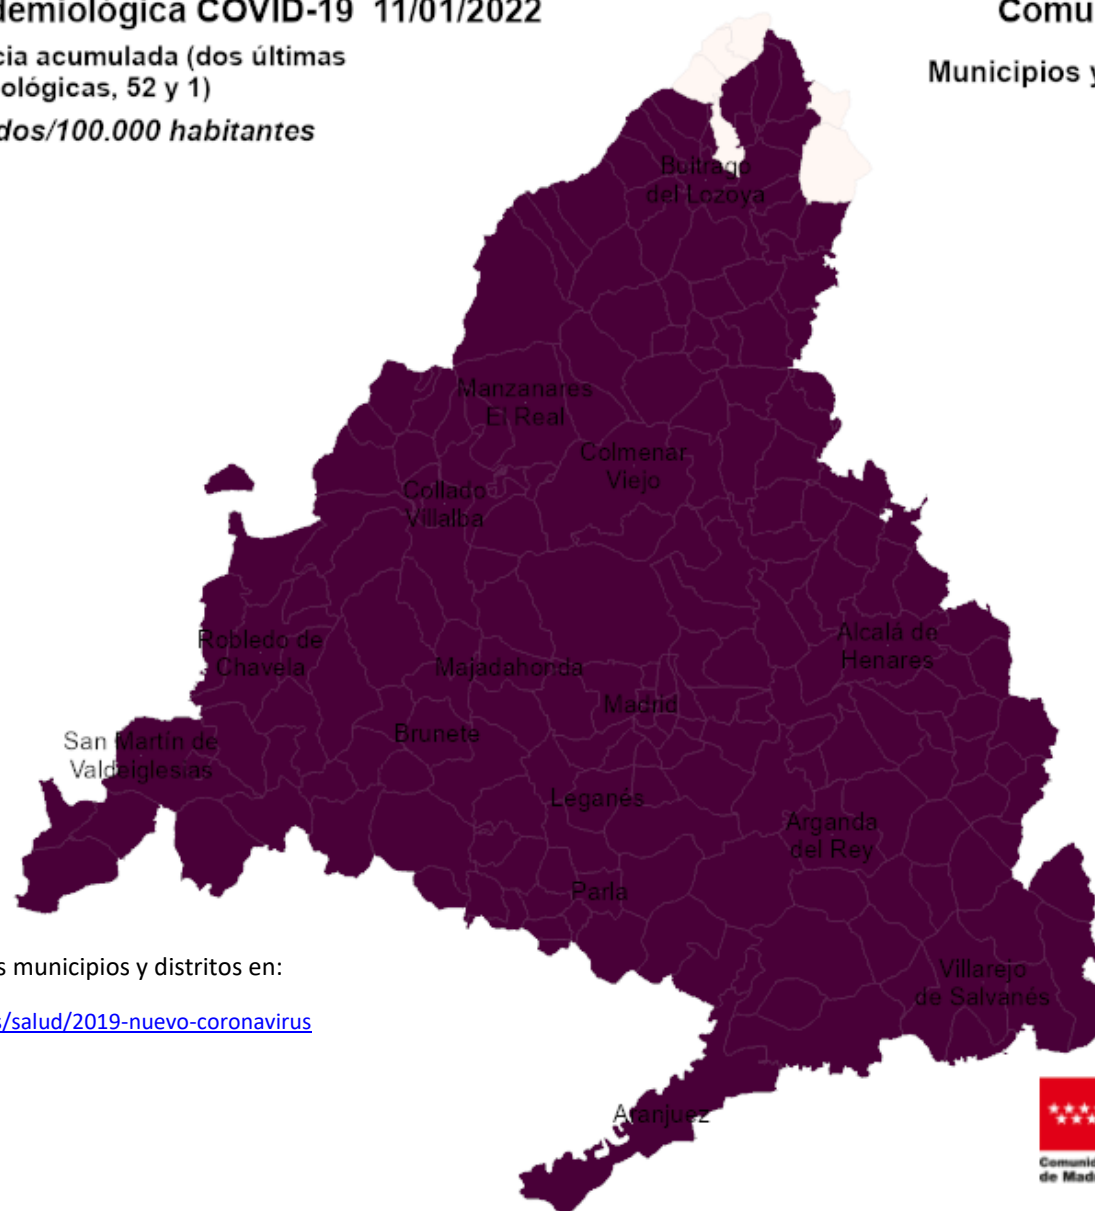 demiológica COVID-19 11/01/2022
Comu
cia acumulada (dos últimas
ológicas, 52 y 1)
Municipios y
dos/100.000 habitantes
Buitrago
del Lozoya
Manzanares
El Real
Colmenar
Viejo
Collado
Villalba
Robledo de
Chavela
Majadahonda
Alcalá de
Henares
Madrid
Brunete
San Martín de
Valdeiglesias
Leganés
Arganda
del Rey
Parla
s municipios y distritos en:
Villarejo
de Salvanés
s/salud/2019-nuevo-coronavirus
Aranjuez
Comunid
de Madr